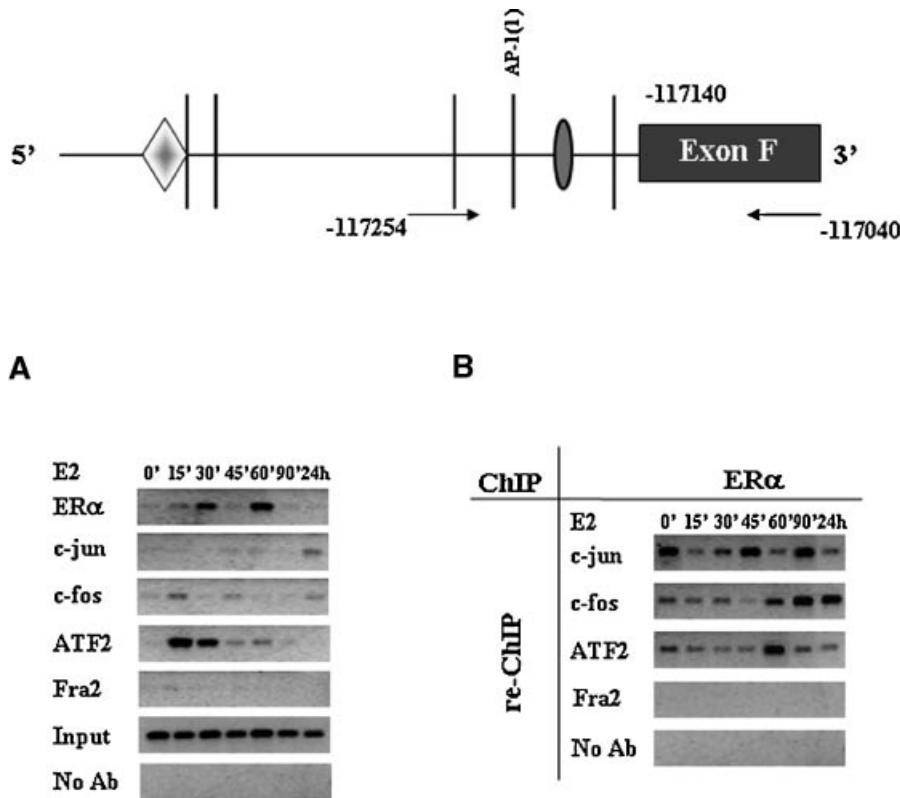 AP-1(1)
-117140
5’
Exon F
3’
-117254
-117040
A
B
E2 0’ 15’ 30’ 45’ 60’ 90’ 24h
ERα
c-jun
c-fos
ATF2
Fra2
Input
No Ab
ChIP
ERα
E2 0’ 15’ 30’ 45’ 60’ 90’ 24h
re-ChIP
c-jun
c-fos
ATF2
Fra2
No Ab